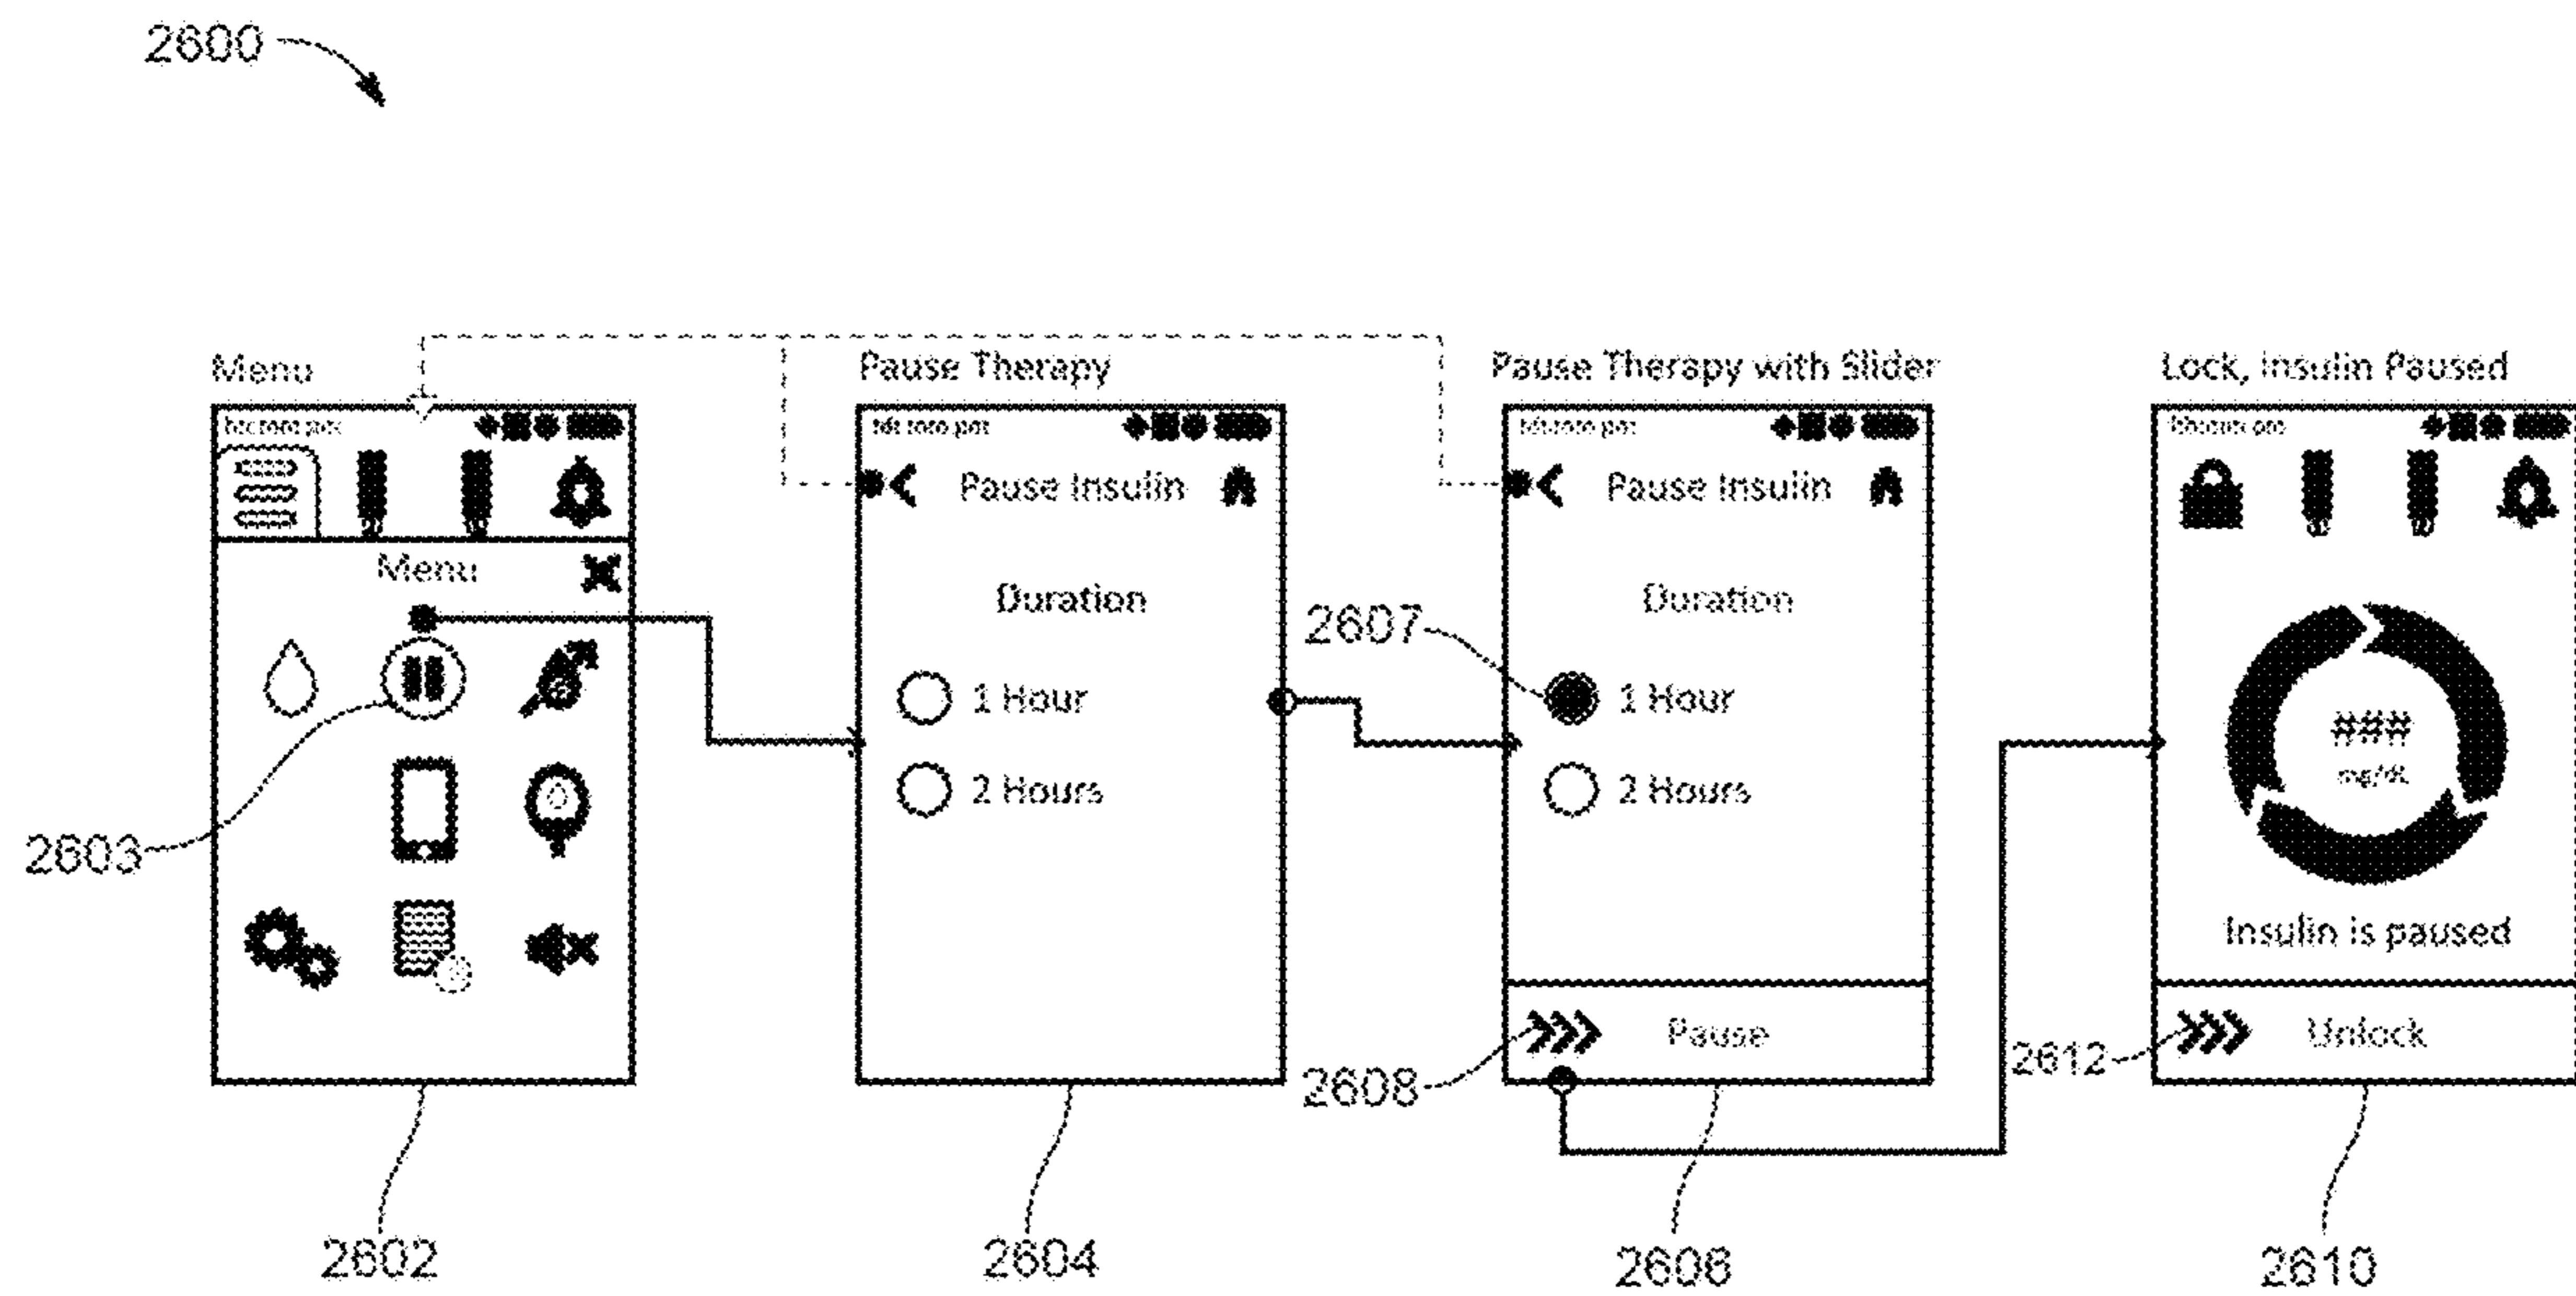 2600
Menu
Menu
2603
2602
Pause Therapy
Pause Insulin
Duration
1 Hour
2 Hours
2604
Pause Therapy with Slider
Pause Insulin
Duration
2607
1 Hour
2 Hours
2608
Pause
2606
Lock, Insulin Paused
###
mg/dL
Insulin is paused
2612
Unlock
2610